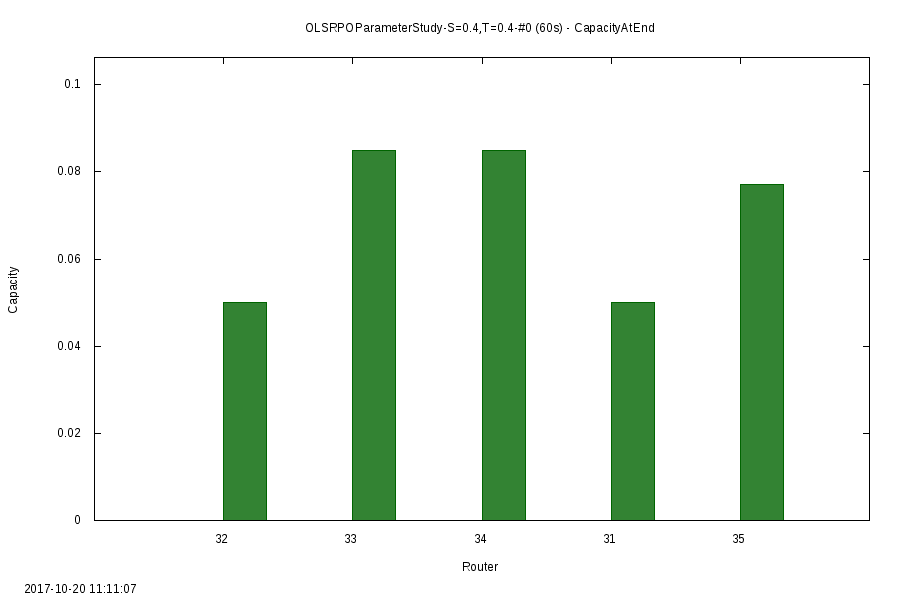 OLSRPOParameterStudy-S=0.4,T=0.4-#0 (60s) - CapacityAtEnd
0.1
0.08
0.06
0.04
0.02
0
Capacity
32 33 34 31 35
Router
2017-10-20 11:11:07